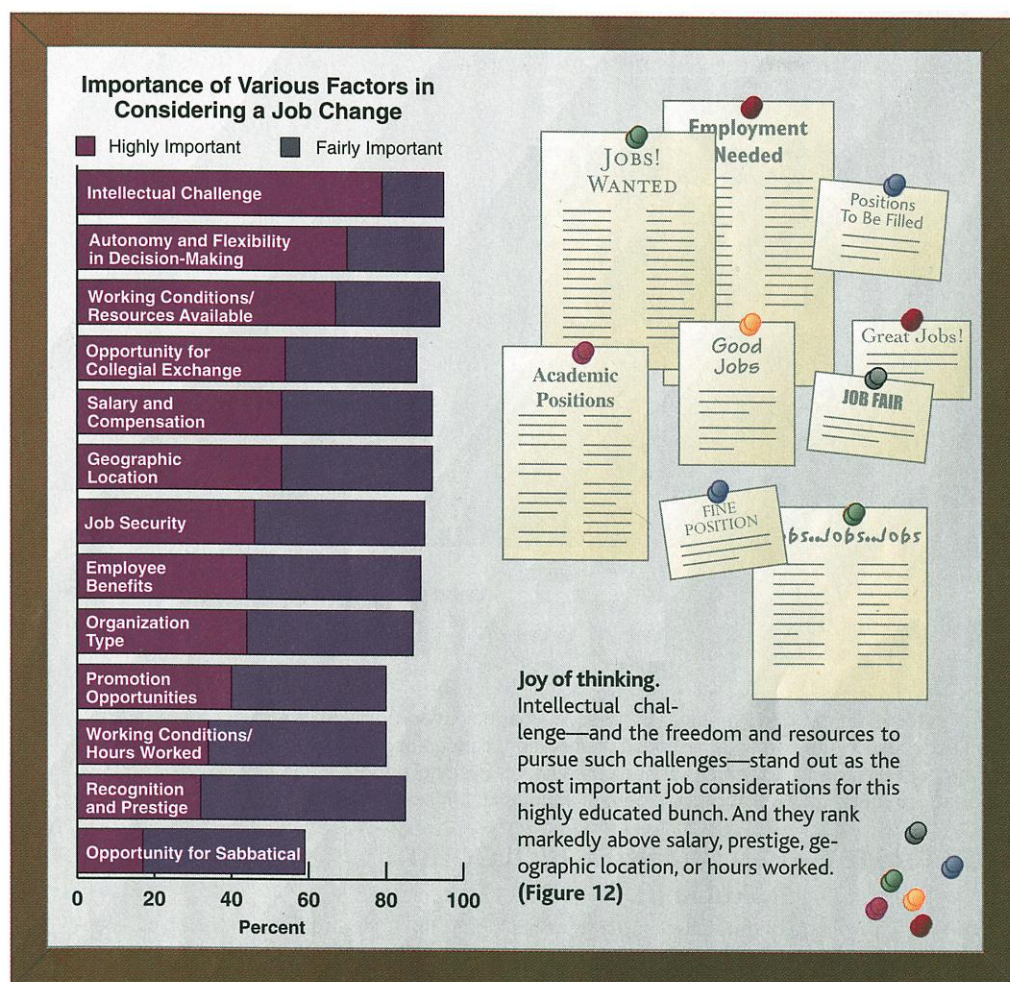 Importance of Various Factors in
Considering a Job Change
Highly Important
Fairly Important
Intellectual Challenge
Autonomy and Flexibility
in Decision-Making
Working Conditions/
Resources Available
Opportunity for
Collegial Exchange
Salary and
Compensation
Geographic
Location
Job Security
Employee
Benefits
Organization
Type
Promotion
Opportunities
Working Conditions/
Hours Worked
Recognition
and Prestige
Opportunity for Sabbatical
0 20 40 60 80 100
Percent
JOBS!
WANTED
Employment
Needed
Positions
To Be Filled
Academic
Positions
Good
Jobs
Great Jobs!
JOB FAIR
FINE
POSITION
bs...Jobs...Jobs
Joy of thinking.
Intellectual chal-
lenge—and the freedom and resources to
pursue such challenges—stand out as the
most important job considerations for this
highly educated bunch. And they rank
markedly above salary, prestige, ge-
ographic location, or hours worked.
(Figure 12)